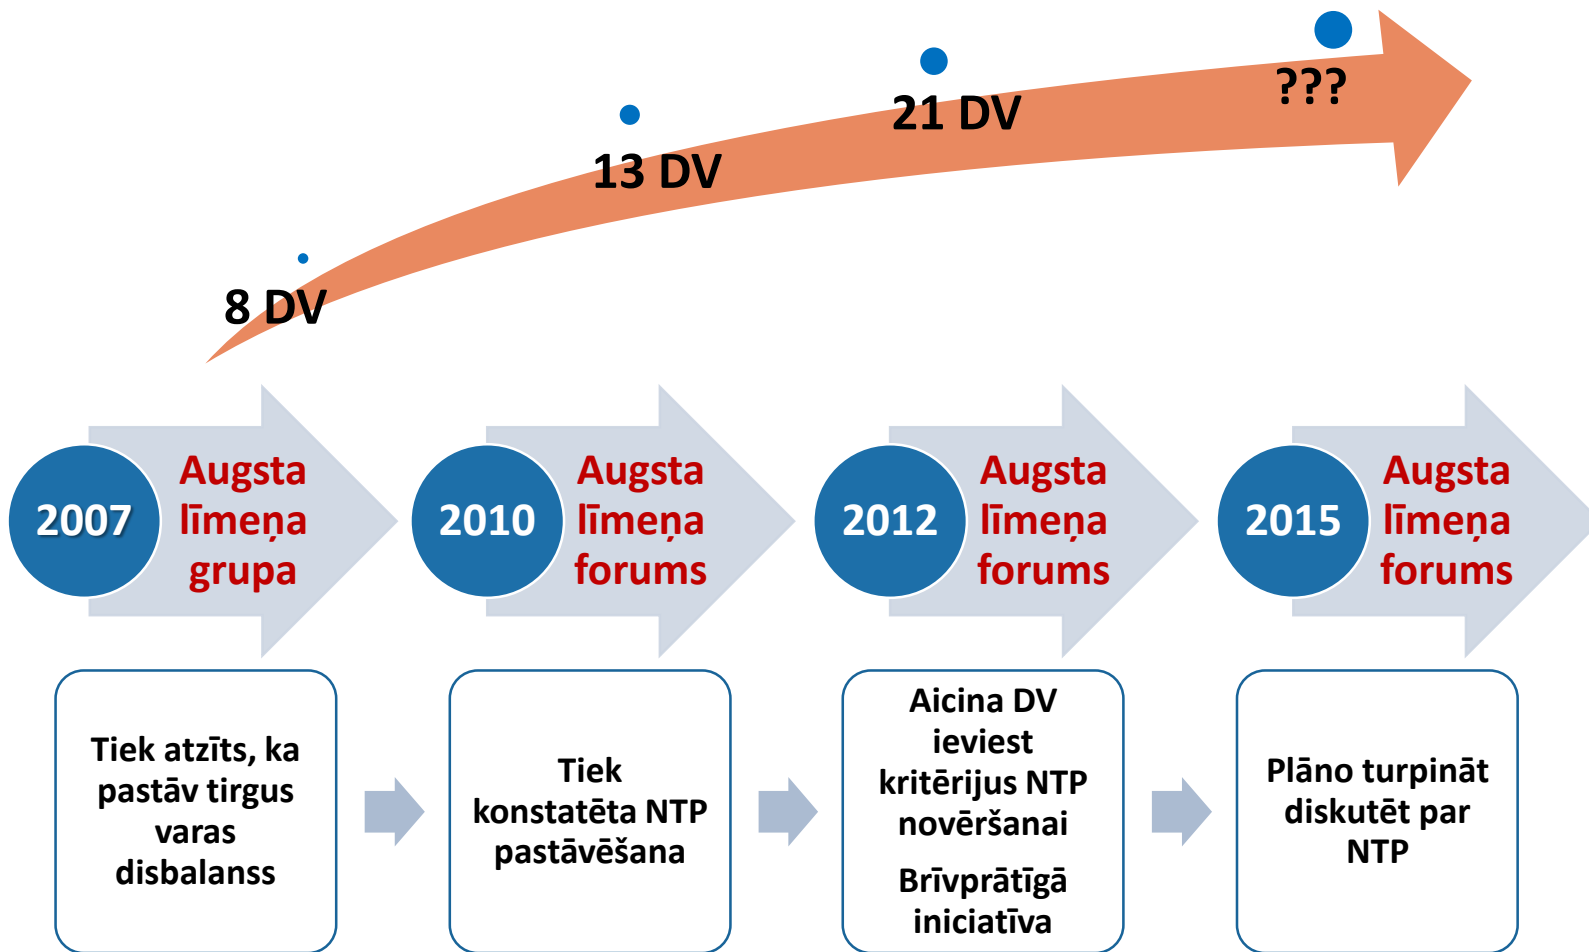 8 DV
13 DV
21 DV
???
2007
Augsta
līmeņa
grupa
2010
Augsta
līmeņa
forums
2012
Augsta
līmeņa
forums
2015
Augsta
līmeņa
forums
Tiek atzīts, ka
pastāv tirgus
varas
disbalanss
Tiek
konstatēta NTP
pastāvēšana
Aicina DV
ieviest
kritērijus NTP
novēršanai
Brīvprātīgā
iniciatīva
Plāno turpināt
diskutēt par
NTP